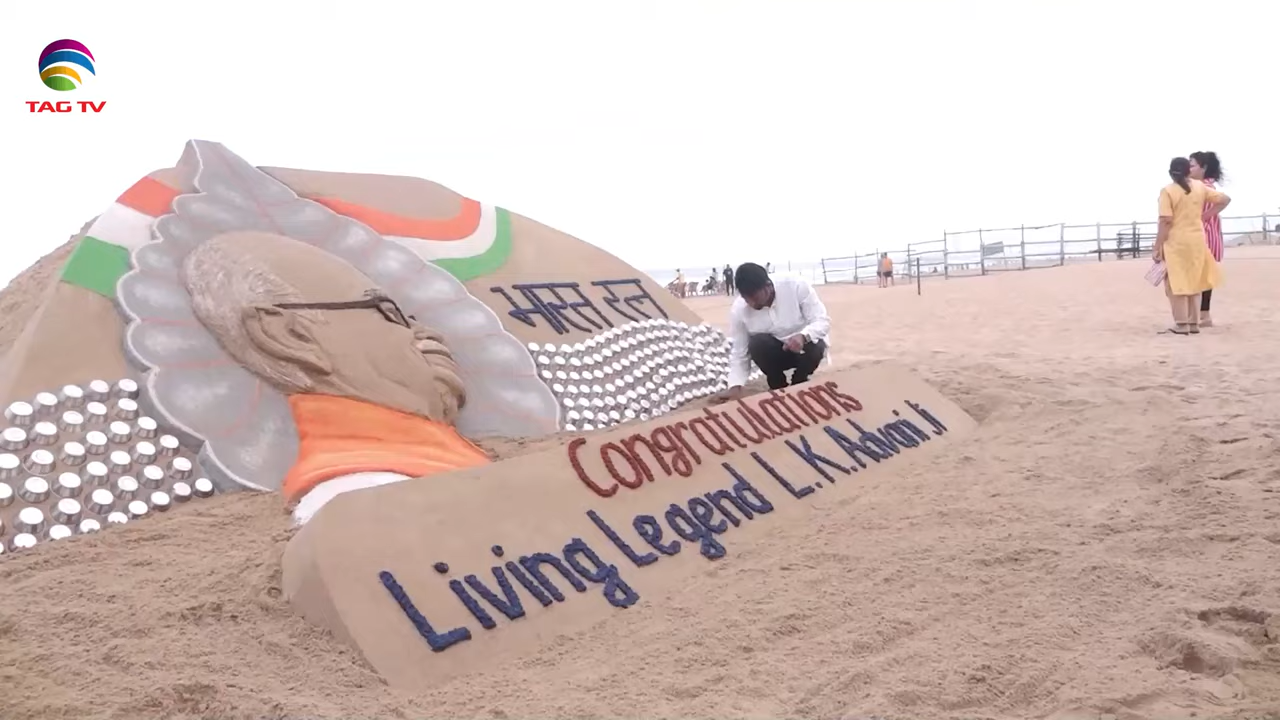 TAG TV
भारत रत्न
Congratulations
Living Legend L.K.Advani Ji